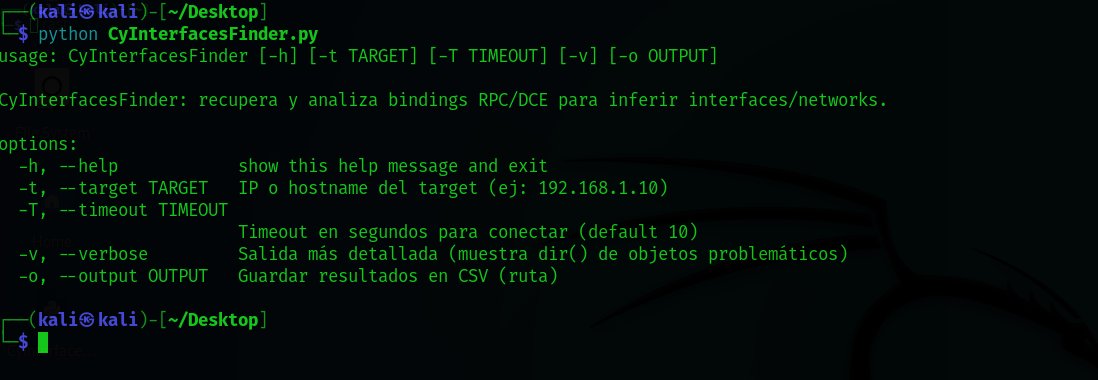 ┌──(kali㉿kali)-[~/Desktop]
└─$ python CyInterfacesFinder.py
usage: CyInterfacesFinder [-h] [-t TARGET] [-T TIMEOUT] [-v] [-o OUTPUT]
CyInterfacesFinder: recupera y analiza bindings RPC/DCE para inferir interfaces/networks.
options:
-h, --help show this help message and exit
-t, --target TARGET IP o hostname del target (ej: 192.168.1.10)
-T, --timeout TIMEOUT
Timeout en segundos para conectar (default 10)
-v, --verbose Salida más detallada (muestra dir() de objetos problemáticos)
-o, --output OUTPUT Guardar resultados en CSV (ruta)
┌──(kali㉿kali)-[~/Desktop]
└─$